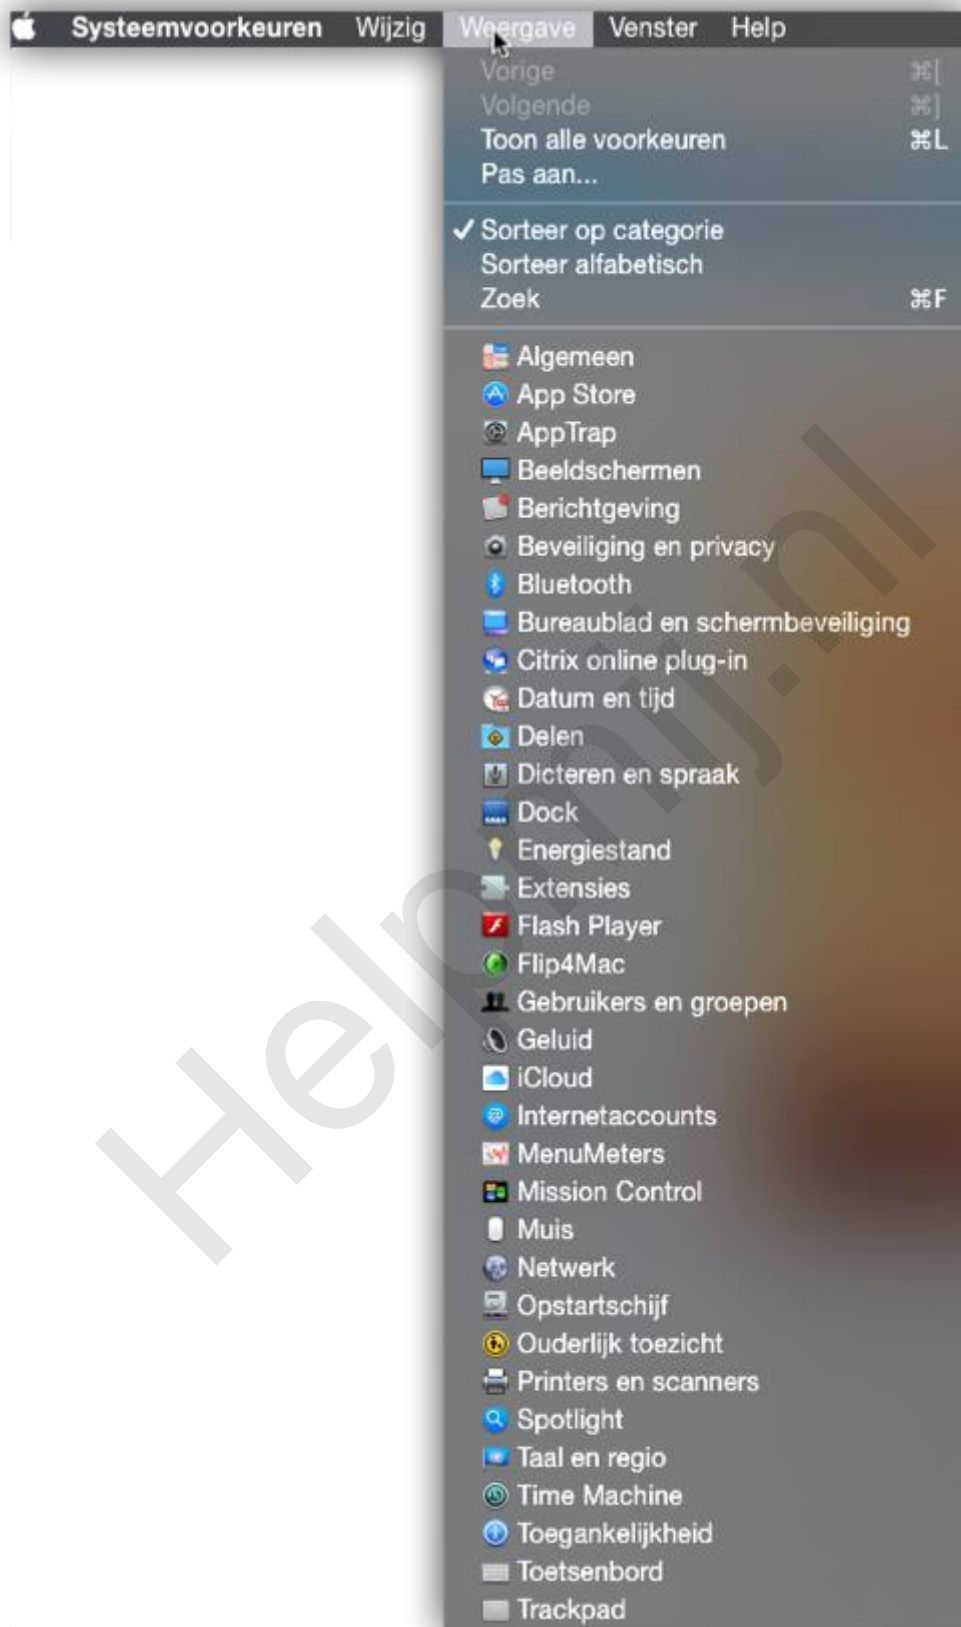 Systeemvoorkeuren Wijzig Weergave Venster Help
Vorige ⌘[
Volgende ⌘]
Toon alle voorkeuren ⌘L
Pas aan...
✓ Sorteer op categorie
Sorteer alfabetisch
Zoek ⌘F
Algemeen
App Store
AppTrap
Beeldschermen
Berichtgeving
Beveiliging en privacy
Bluetooth
Bureaublad en schermbeveiliging
Citrix online plug-in
Datum en tijd
Delen
Dicteren en spraak
Dock
Energiestand
Extensies
Flash Player
Flip4Mac
Gebruikers en groepen
Geluid
iCloud
Internetaccounts
MenuMeters
Mission Control
Muis
Netwerk
Opstartschijf
Ouderlijk toezicht
Printers en scanners
Spotlight
Taal en regio
Time Machine
Toegankelijkheid
Toetsenbord
Trackpad
Helpmij.nl